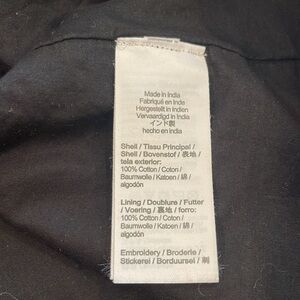 Made in India
Fabriqué en Inde
Hergestellt in Indien
Vervaardigd in India
インド製
hecho en indio
Shell / Tissu Principal /
Shell / Bovenstof / 表地 /
tela exterior:
100% Cotton / Coton /
Baumwolle / Katoen / 綿 /
algodón
Lining / Doublure / Futter
/ Voering / 裏地 / forro:
100% Cotton / Coton /
Baumwolle / Katoen / 綿 /
algodón
Embroidery / Broderie /
Stickerei / Borduursel / 刺